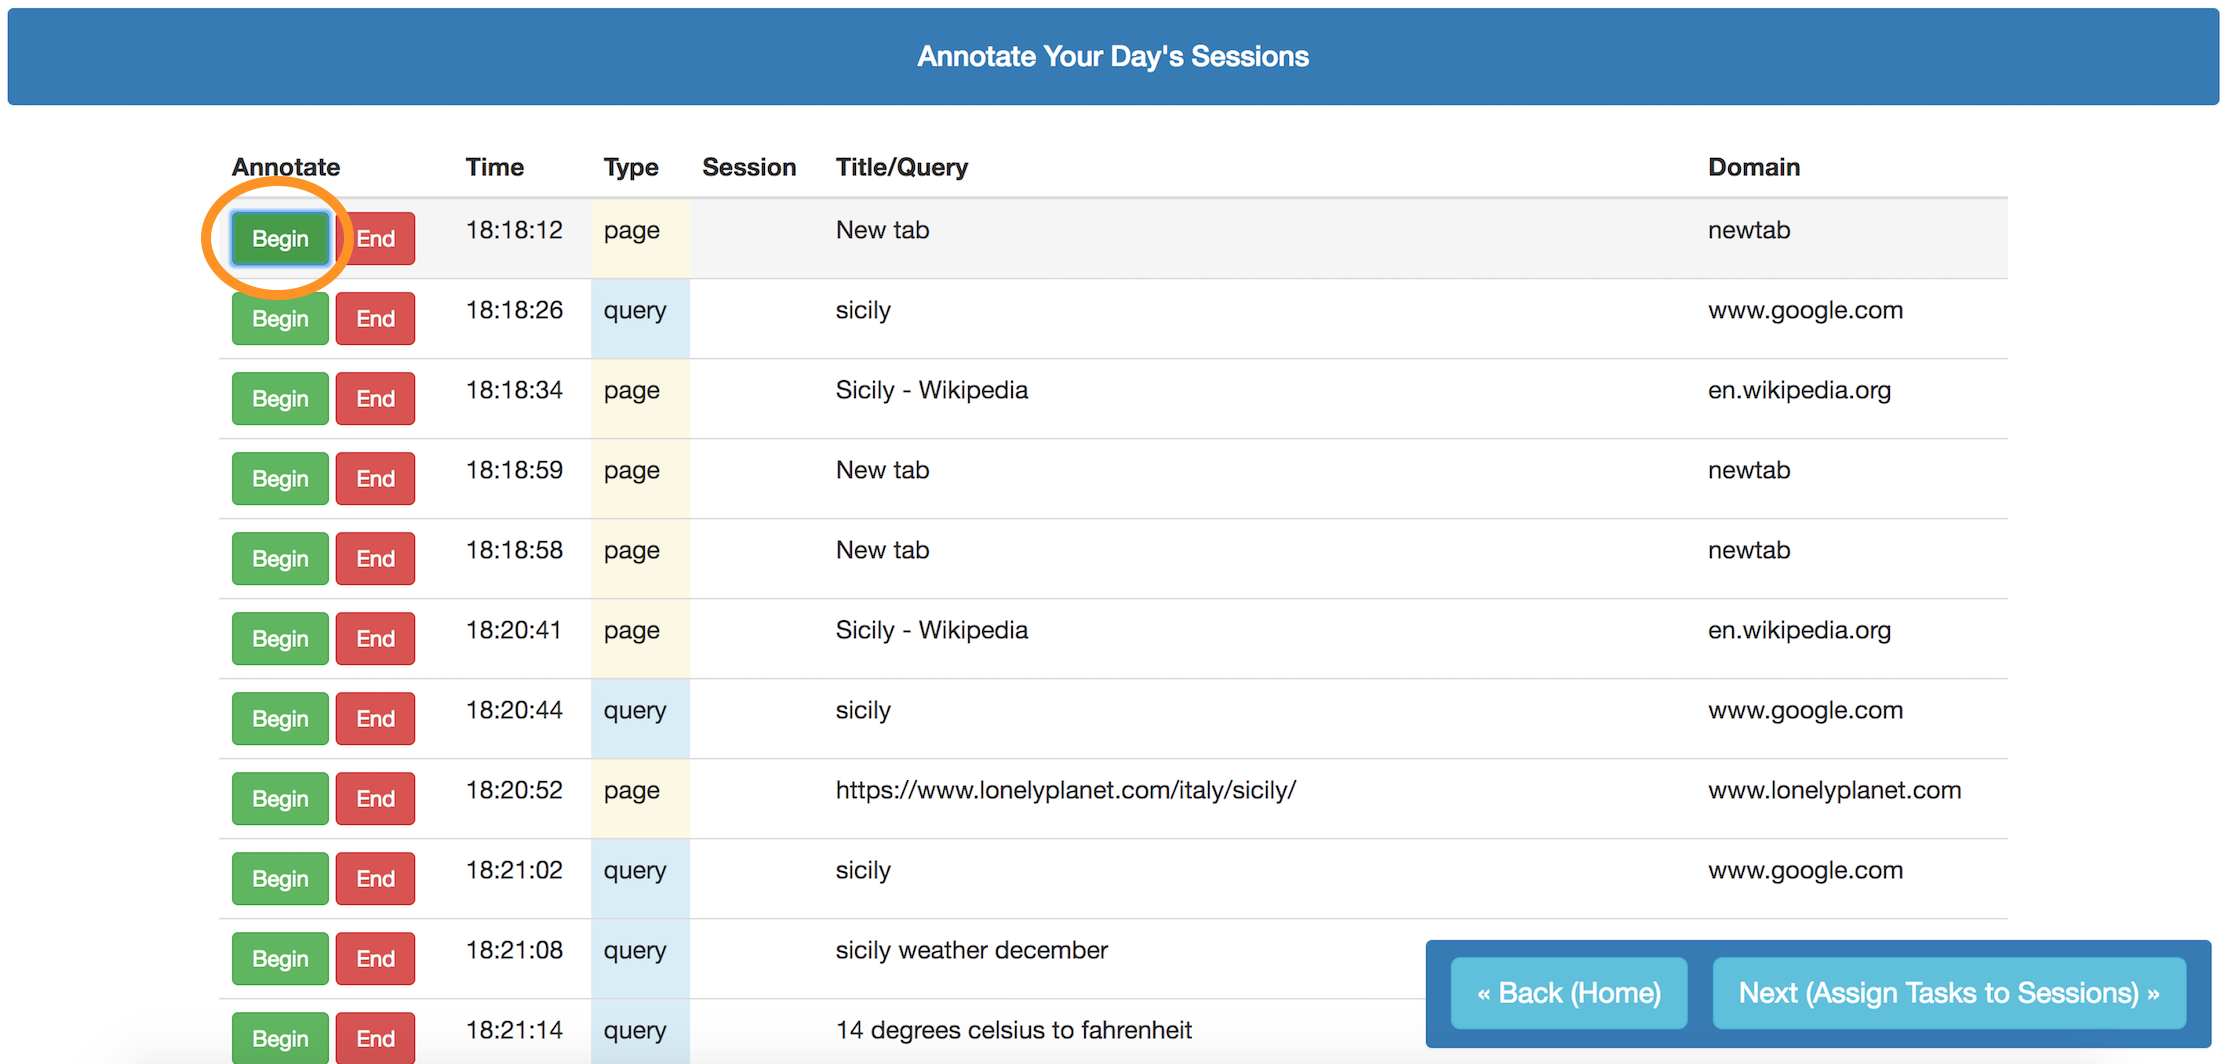 Annotate Your Day's Sessions
Annotate Time Type Session Title/Query Domain
Begin End 18:18:12 page New tab newtab
Begin End 18:18:26 query sicily www.google.com
Begin End 18:18:34 page Sicily - Wikipedia en.wikipedia.org
Begin End 18:18:59 page New tab newtab
Begin End 18:18:58 page New tab newtab
Begin End 18:20:41 page Sicily - Wikipedia en.wikipedia.org
Begin End 18:20:44 query sicily www.google.com
Begin End 18:20:52 page https://www.lonelyplanet.com/italy/sicily/ www.lonelyplanet.com
Begin End 18:21:02 query sicily www.google.com
Begin End 18:21:08 query sicily weather december
« Back (Home) Next (Assign Tasks to Sessions) »
Begin End 18:21:14 query 14 degrees celsius to fahrenheit